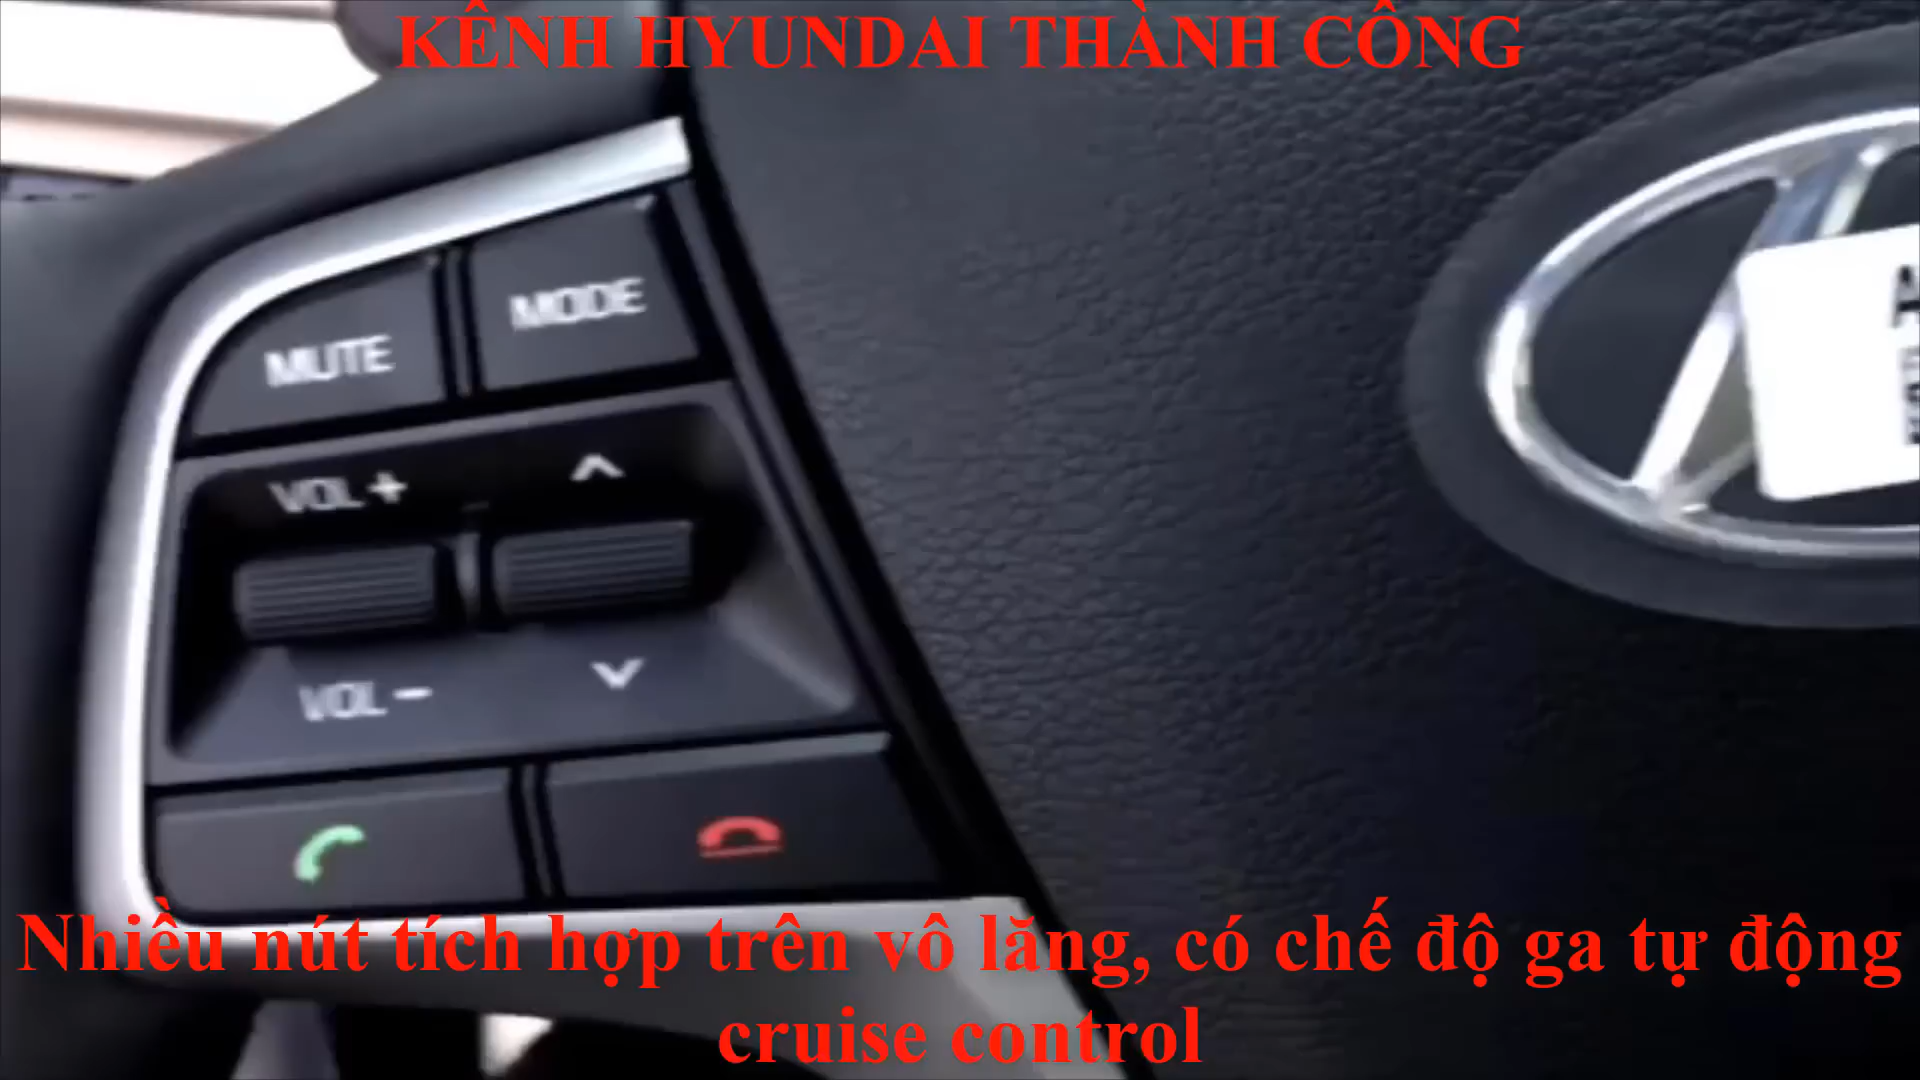 KÊNH HYUNDAI THÀNH CÔNG
MUTE MODE
VOL +
VOL -
Nhiều nút tích hợp trên vô lăng, có chế độ ga tự động
cruise control